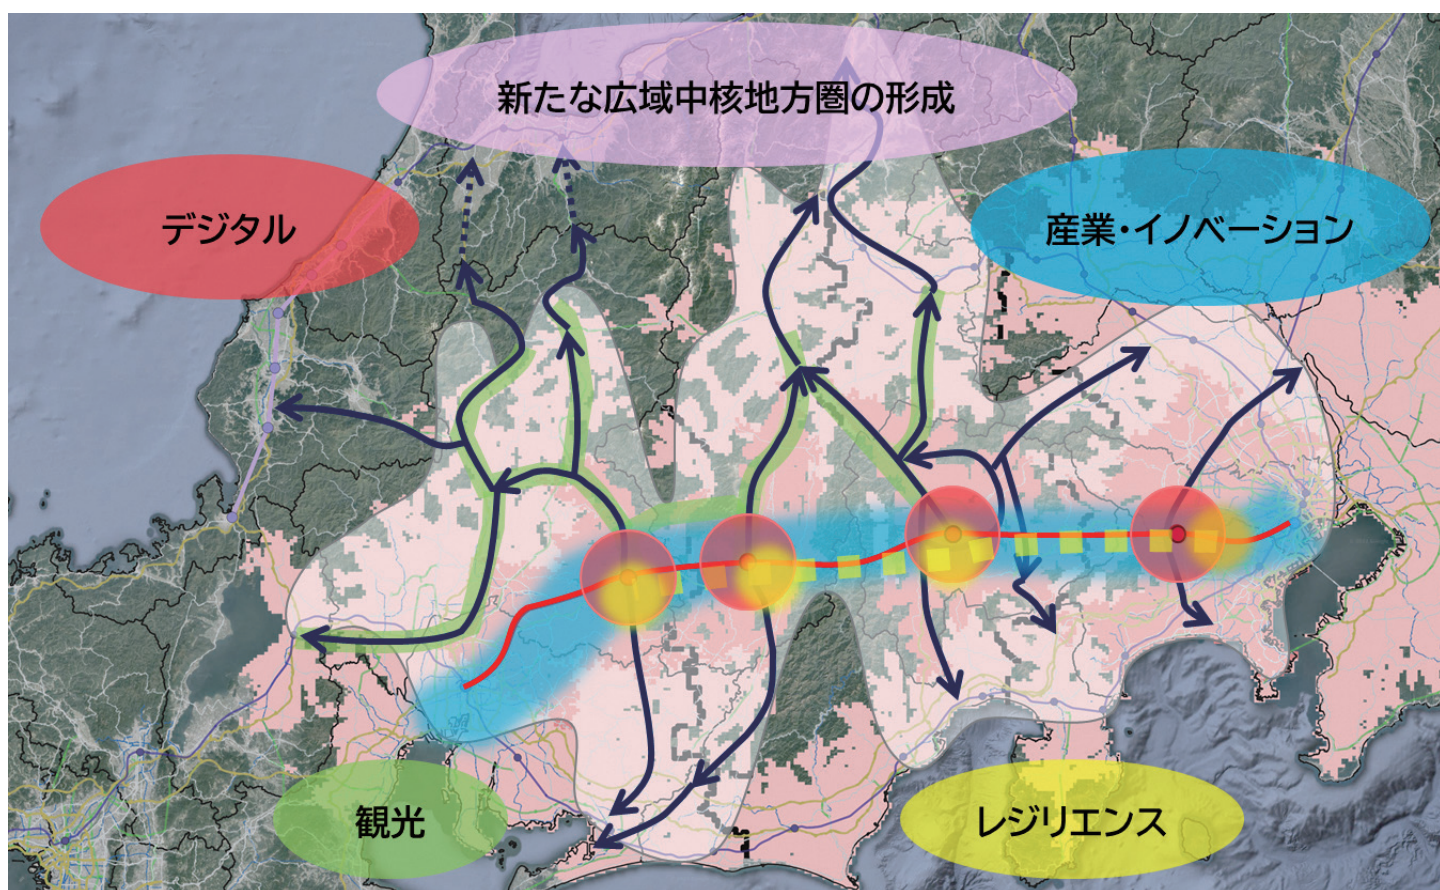 新たな広域中核地方圏の形成
デジタル
産業・イノベーション
観光
レジリエンス